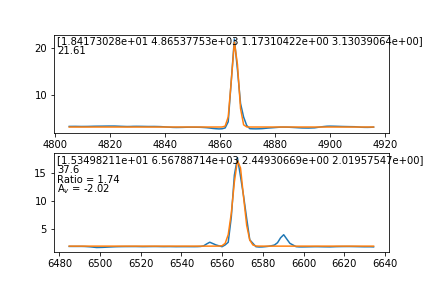 [1.84173028e+01 4.86537753e+03 1.17310422e+00 3.13039064e+00]
21.61
20
10
4800 4820 4840 4860 4880 4900 4920
[1.53498211e+01 6.56788714e+03 2.44930669e+00 2.01957547e+00]
37.6
Ratio = 1.74
Aᵥ = -2.02
15
10
5
6480 6500 6520 6540 6560 6580 6600 6620 6640